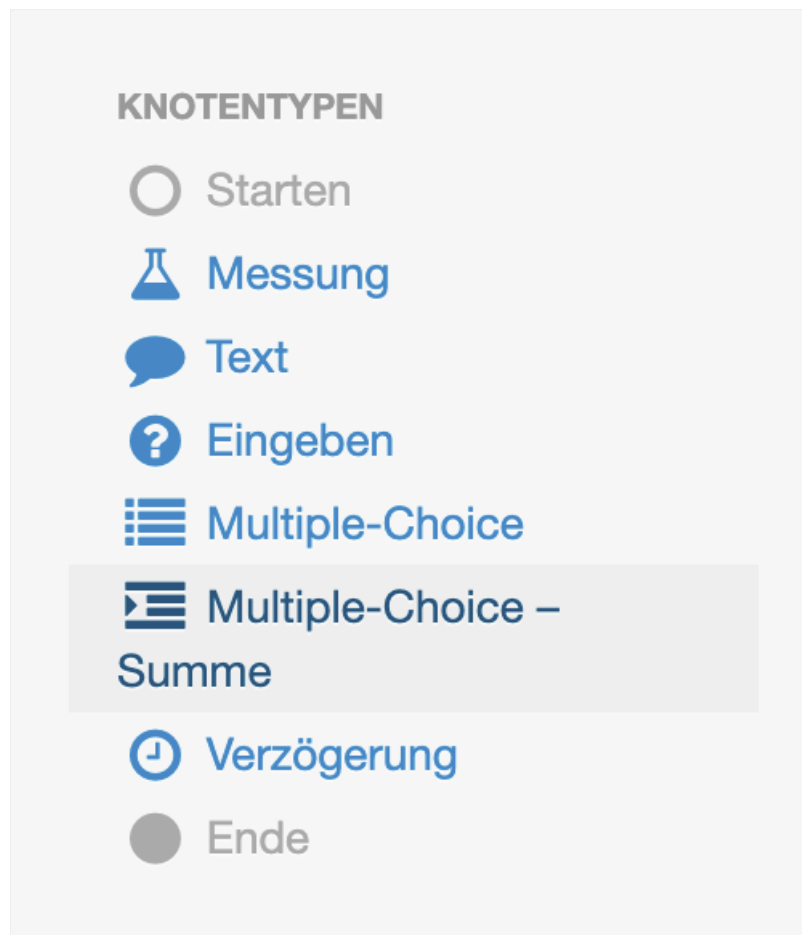 KNOTENTYPEN
Starten
Messung
Text
Eingeben
Multiple-Choice
Multiple-Choice –
Summe
Verzögerung
Ende